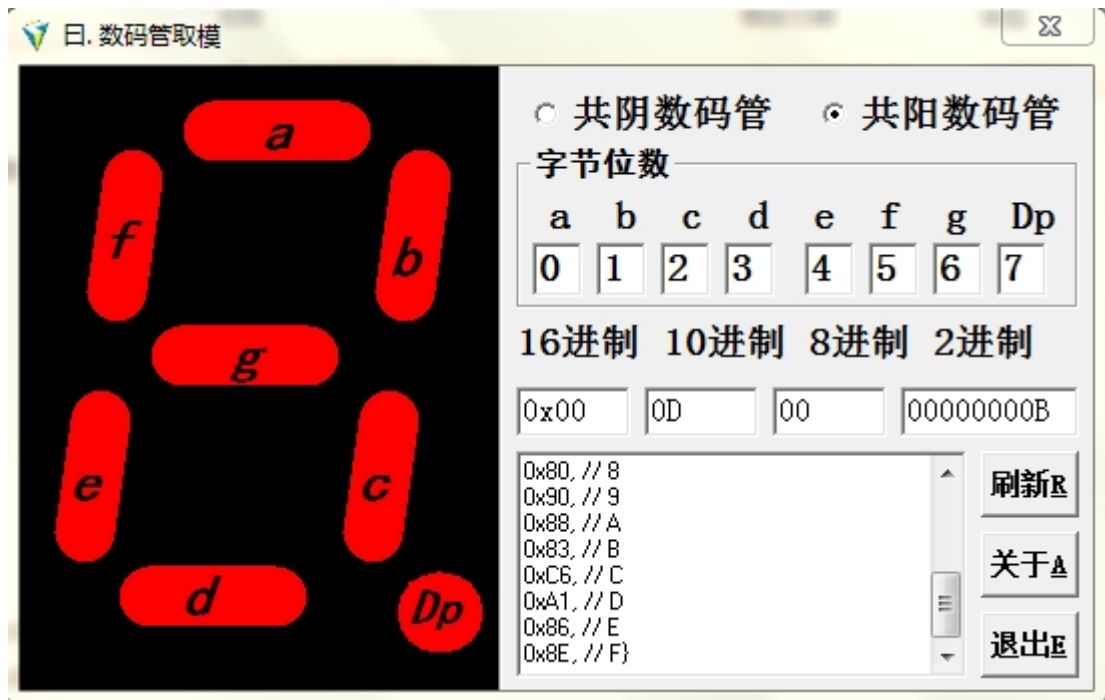 日. 数码管取模
a
f
b
g
e
c
d
Dp
共阴数码管 共阳数码管
字节位数
a b c d e f g Dp
0 1 2 3 4 5 6 7
16进制 10进制 8进制 2进制
0x00 0D 00 00000000B
0x80, // 8
0x90, // 9
0x88, // A
0x83, // B
0xC6, // C
0xA1, // D
0x86, // E
0x8E, // F}
刷新R
关于A
退出E